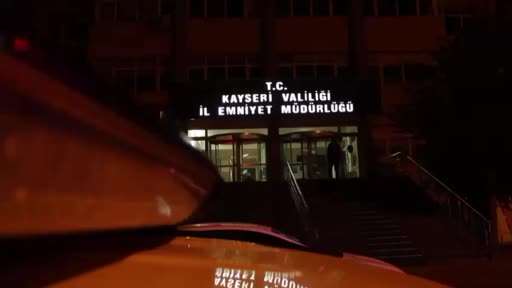 T.C.
KAYSERİ VALİLİĞİ
İL EMNİYET MÜDÜRLÜĞÜ